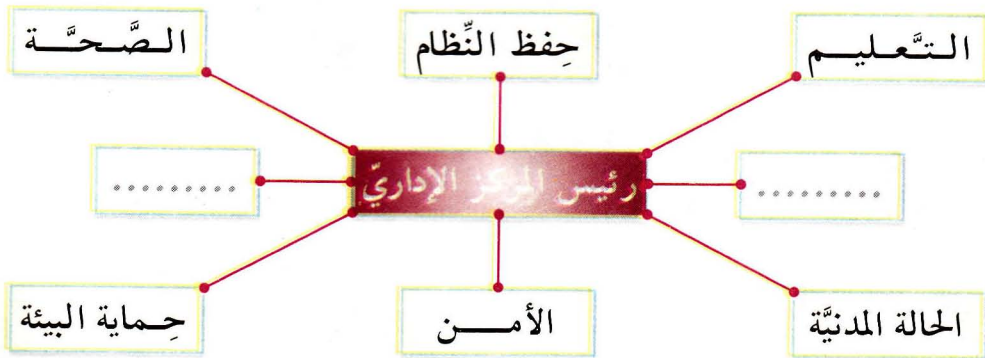 التَّعليم
حِفظ النِّظام
الصَّحَّة
.........
رئيس المركز الإداريّ
.........
الحالة المدنيَّة
الأمن
حِماية البيئة